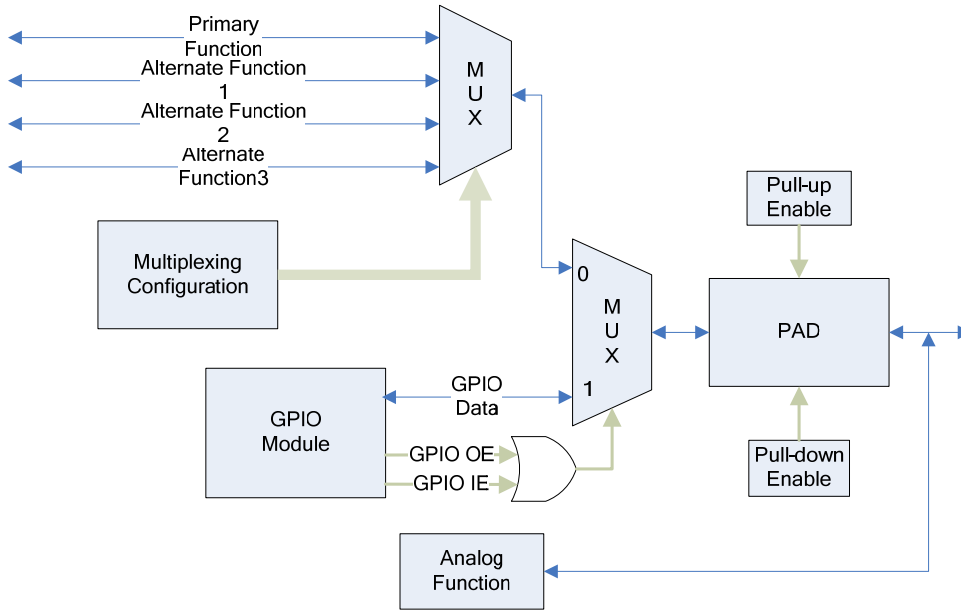 Primary
Function
Alternate Function
1
Alternate Function
2
Alternate
Function3
M
U
X
Multiplexing
Configuration
Pull-up
Enable
0
M
U
X
1
PAD
GPIO
Module
GPIO
Data
GPIO OE
GPIO IE
Pull-down
Enable
Analog
Function